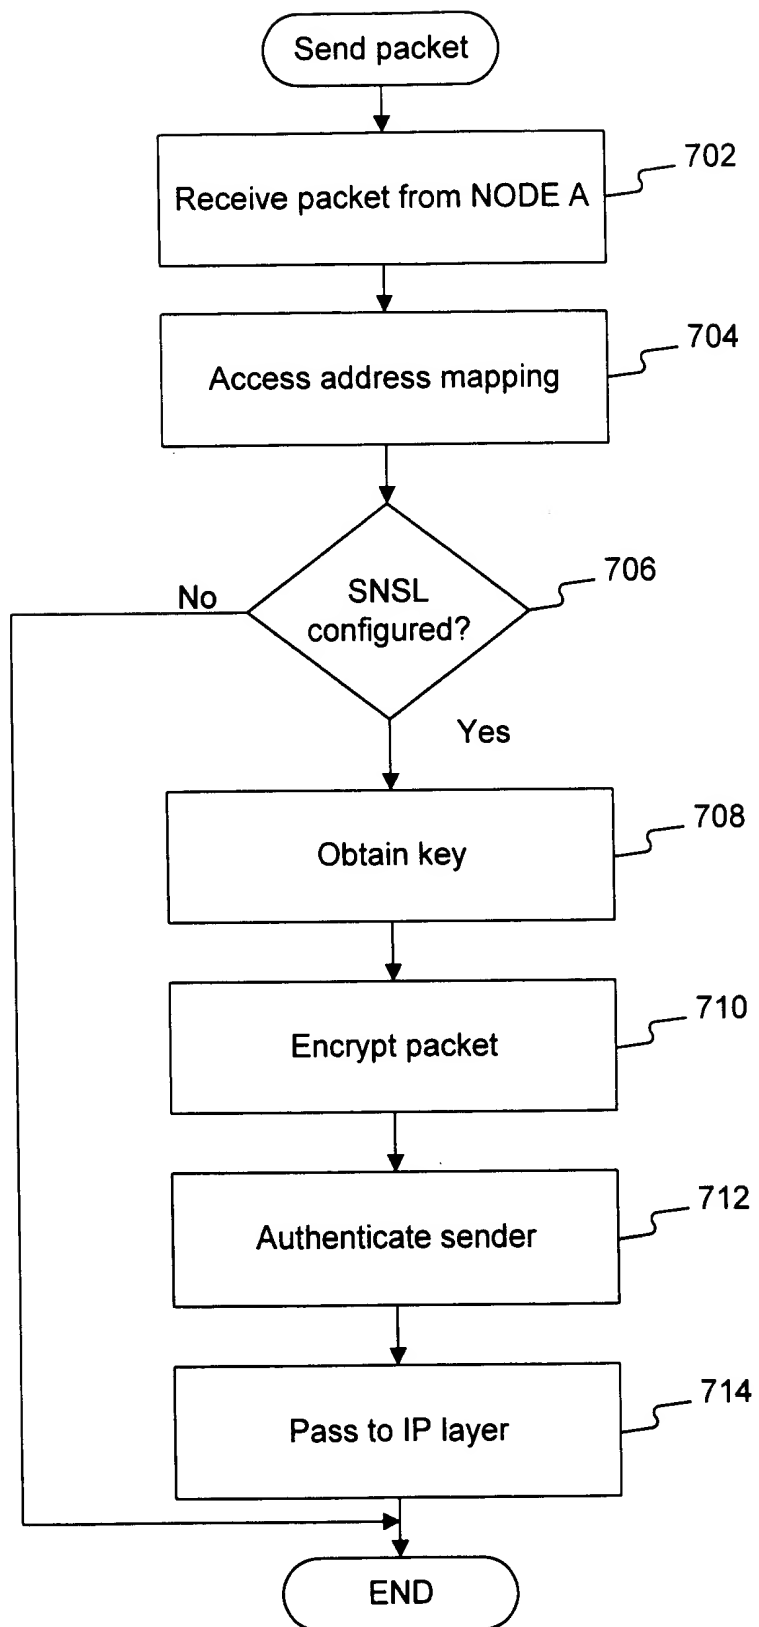 Send packet
702
Receive packet from NODE A
704
Access address mapping
706
No
SNSL
configured?
Yes
708
Obtain key
710
Encrypt packet
712
Authenticate sender
714
Pass to IP layer
END